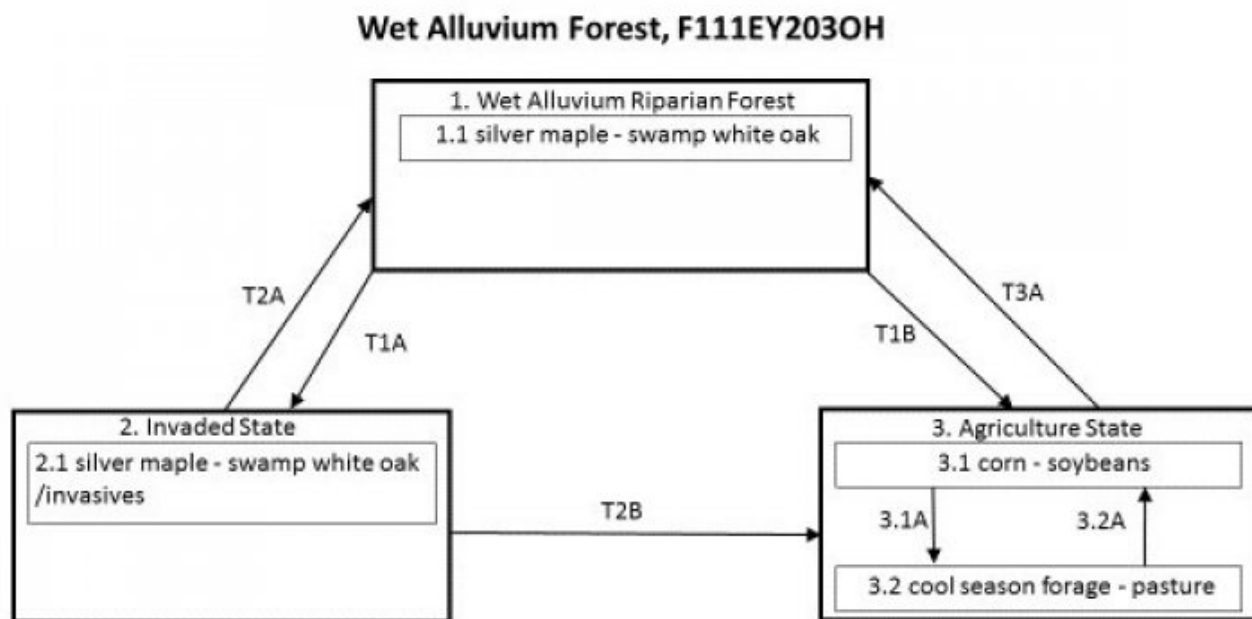 Wet Alluvium Forest, F111EY203OH
1. Wet Alluvium Riparian Forest
1.1 silver maple - swamp white oak
T2A
T1A
T1B
T3A
2. Invaded State
2.1 silver maple - swamp white oak
/invasives
T2B
3. Agriculture State
3.1 corn - soybeans
3.1A
3.2A
3.2 cool season forage - pasture